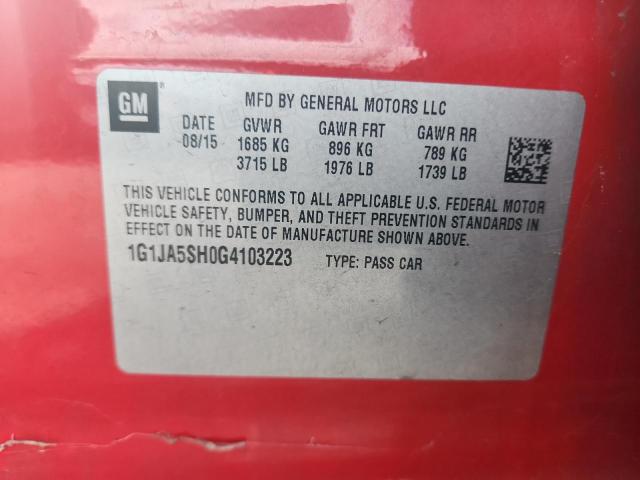 GM®
MFD BY GENERAL MOTORS LLC
DATE GVWR GAWR FRT GAWR RR
08/15 1685 KG 896 KG 789 KG
3715 LB 1976 LB 1739 LB
THIS VEHICLE CONFORMS TO ALL APPLICABLE U.S. FEDERAL MOTOR
VEHICLE SAFETY, BUMPER, AND THEFT PREVENTION STANDARDS IN
EFFECT ON THE DATE OF MANUFACTURE SHOWN ABOVE.
1G1JA5SH0G4103223 TYPE: PASS CAR